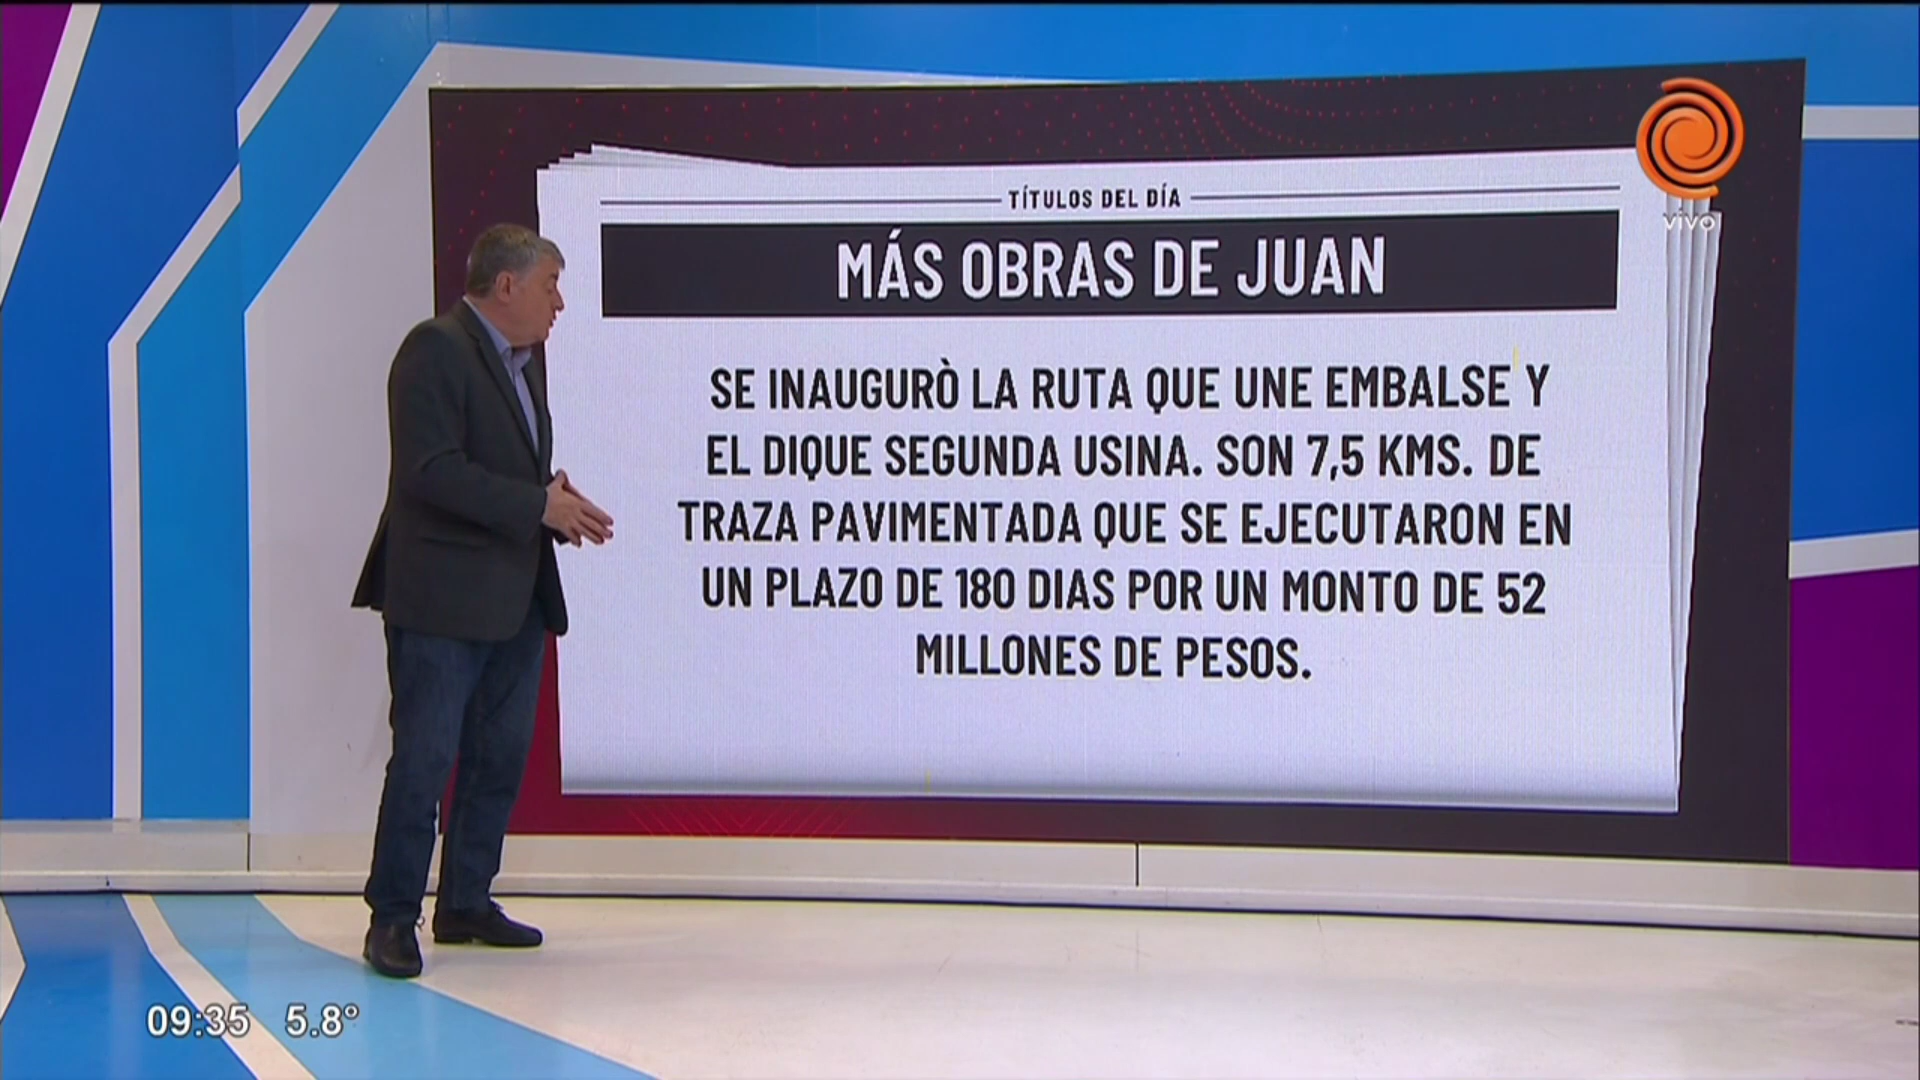 TÍTULOS DEL DÍA
MÁS OBRAS DE JUAN
vivo
SE INAUGURÒ LA RUTA QUE UNE EMBALSE Y
EL DIQUE SEGUNDA USINA. SON 7,5 KMS. DE
TRAZA PAVIMENTADA QUE SE EJECUTARON EN
UN PLAZO DE 180 DIAS POR UN MONTO DE 52
MILLONES DE PESOS.
09:35 5.8°